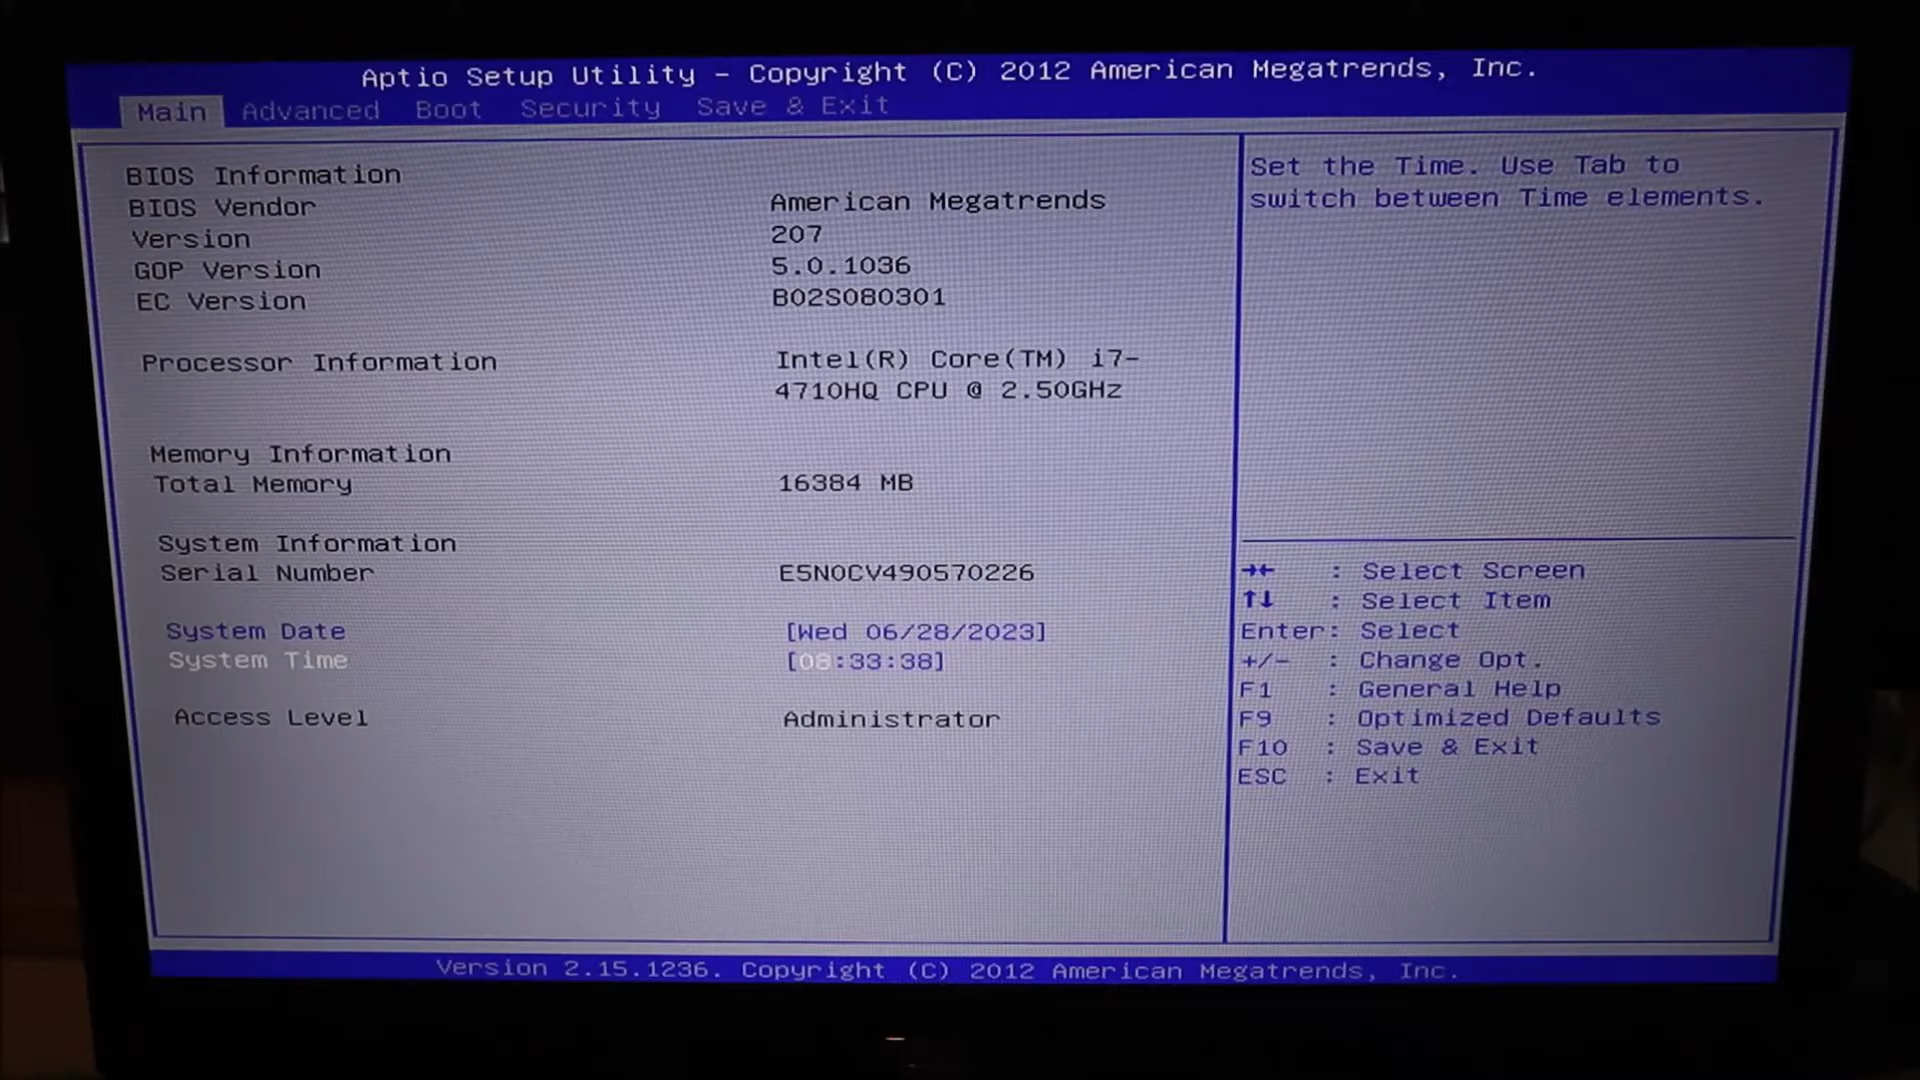 Aptio Setup Utility - Copyright (C) 2012 American Megatrends, Inc.
Main Advanced Boot Security Save & Exit
BIOS Information
BIOS Vendor American Megatrends
Version 207
GOP Version 5.0.1036
EC Version B02S080301
Processor Information Intel(R) Core(TM) i7-
4710HQ CPU @ 2.50GHz
Memory Information
Total Memory 16384 MB
System Information
Serial Number E5N0CV490570226
System Date [Wed 06/28/2023]
System Time [08:33:38]
Access Level Administrator
Set the Time. Use Tab to
switch between Time elements.
→← : Select Screen
↑↓ : Select Item
Enter: Select
+/- : Change Opt.
F1 : General Help
F9 : Optimized Defaults
F10 : Save & Exit
ESC : Exit
Version 2.15.1236. Copyright (C) 2012 American Megatrends, Inc.